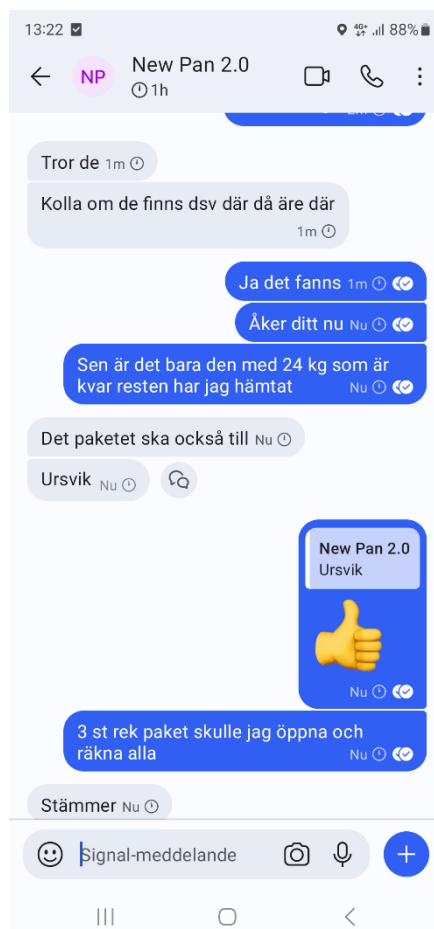 13:22 4G+ 88%
NP New Pan 2.0
1h
Tror de 1m
Kolla om de finns dsv där då äre där
1m
Ja det fanns 1m
Åker ditt nu Nu
Sen är det bara den med 24 kg som är
kvar resten har jag hämtat Nu
Det paketet ska också till Nu
Ursvik Nu
New Pan 2.0
Ursvik
Nu
3 st rek paket skulle jag öppna och
räkna alla Nu
Stämmer Nu
Signal-meddelande